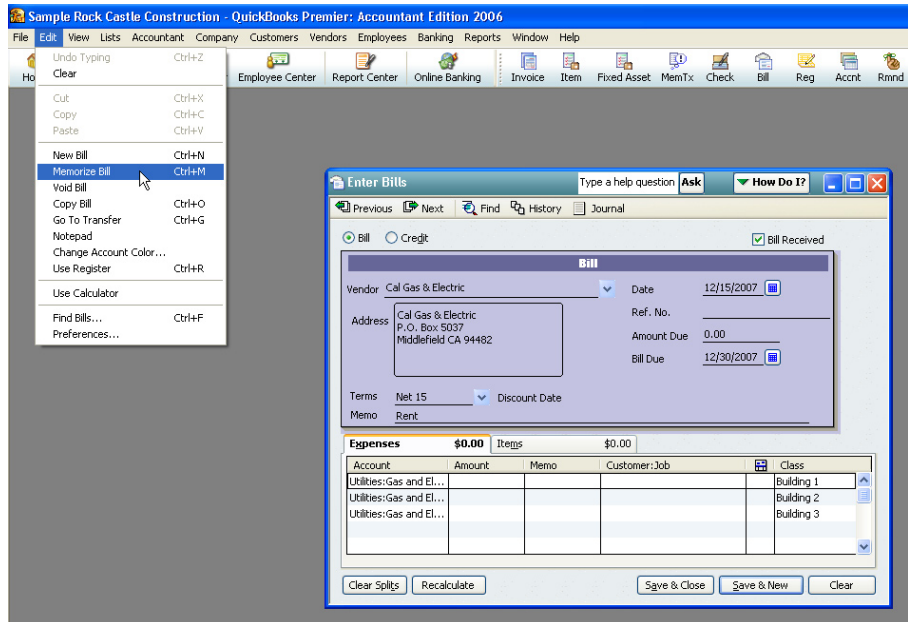 Sample Rock Castle Construction - QuickBooks Premier: Accountant Edition 2006
File Edit View Lists Accountant Company Customers Vendors Employees Banking Reports Window Help
Ho Employee Center Report Center Online Banking Invoice Item Fixed Asset MemTx Check Bill Reg Accnt Rmnd
Undo Typing Ctrl+Z
Clear
Cut Ctrl+X
Copy Ctrl+C
Paste Ctrl+V
New Bill Ctrl+N
Memorize Bill Ctrl+M
Void Bill
Copy Bill Ctrl+O
Go To Transfer Ctrl+G
Notepad
Change Account Color...
Use Register Ctrl+R
Use Calculator
Find Bills... Ctrl+F
Preferences...
Enter Bills Type a help question Ask How Do I?
Previous Next Find History Journal
Bill Credit Bill Received
Bill
Vendor Cal Gas & Electric Date 12/15/2007
Address Cal Gas & Electric Ref. No.
P.O. Box 5037
Middlefield CA 94482
Amount Due 0.00
Bill Due 12/30/2007
Terms Net 15 Discount Date
Memo Rent
Expenses $0.00 Items $0.00
Account Amount Memo Customer:Job Class
Utilities:Gas and El... Building 1
Utilities:Gas and El... Building 2
Utilities:Gas and El... Building 3
Clear Splits Recalculate Save & Close Save & New Clear